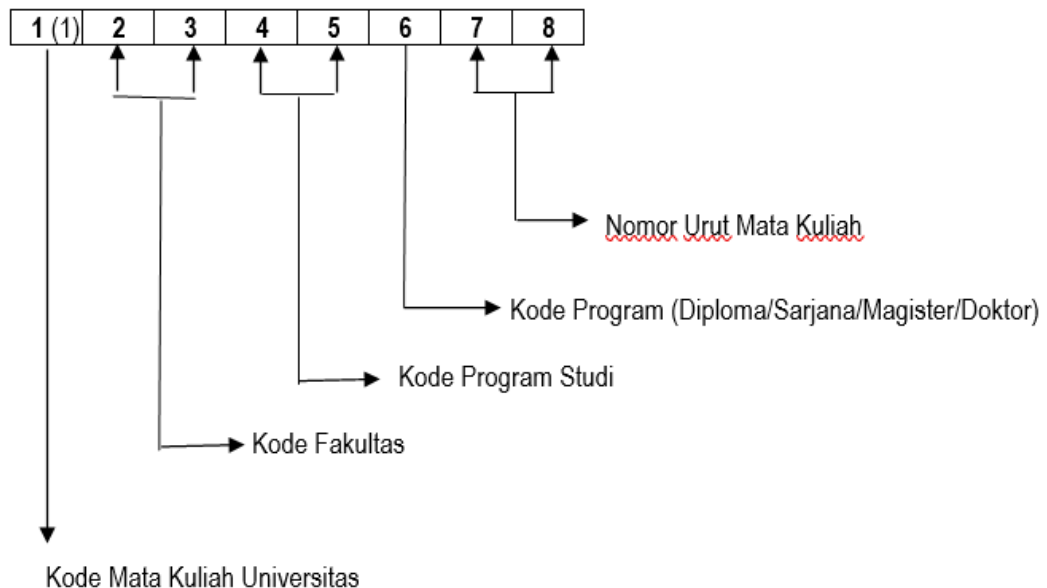 1 (1) 2 3 4 5 6 7 8
Nomor Urut Mata Kuliah
Kode Program (Diploma/Sarjana/Magister/Doktor)
Kode Program Studi
Kode Fakultas
Kode Mata Kuliah Universitas